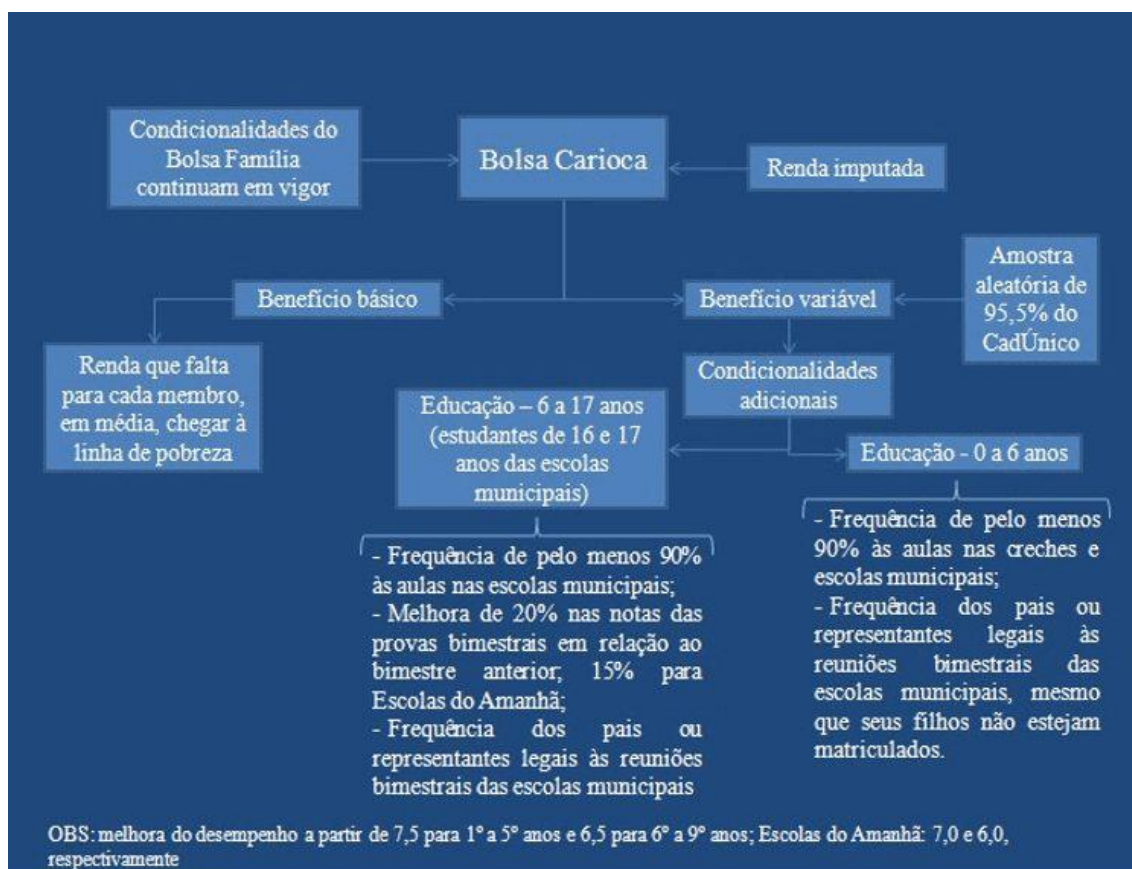 Condicionalidades do
Bolsa Família
continuam em vigor
Bolsa Carioca
Renda imputada
Benefício básico
Benefício variável
Amostra
aleatória de
95,5% do
CadÚnico
Renda que falta
para cada membro,
em média, chegar à
linha de pobreza
Condicionalidades
adicionais
Educação – 6 a 17 anos
(estudantes de 16 e 17
anos das escolas
municipais)
Educação - 0 a 6 anos
- Frequência de pelo menos 90%
às aulas nas escolas municipais;
- Melhora de 20% nas notas das
provas bimestrais em relação ao
bimestre anterior; 15% para
Escolas do Amanhã;
- Frequência dos pais ou
representantes legais às reuniões
bimestrais das escolas municipais
- Frequência de pelo menos
90% às aulas nas creches e
escolas municipais;
- Frequência dos pais ou
representantes legais às
reuniões bimestrais das
escolas municipais, mesmo
que seus filhos não estejam
matriculados.
OBS: melhora do desempenho a partir de 7,5 para 1º a 5º anos e 6,5 para 6º a 9º anos; Escolas do Amanhã: 7,0 e 6,0,
respectivamente